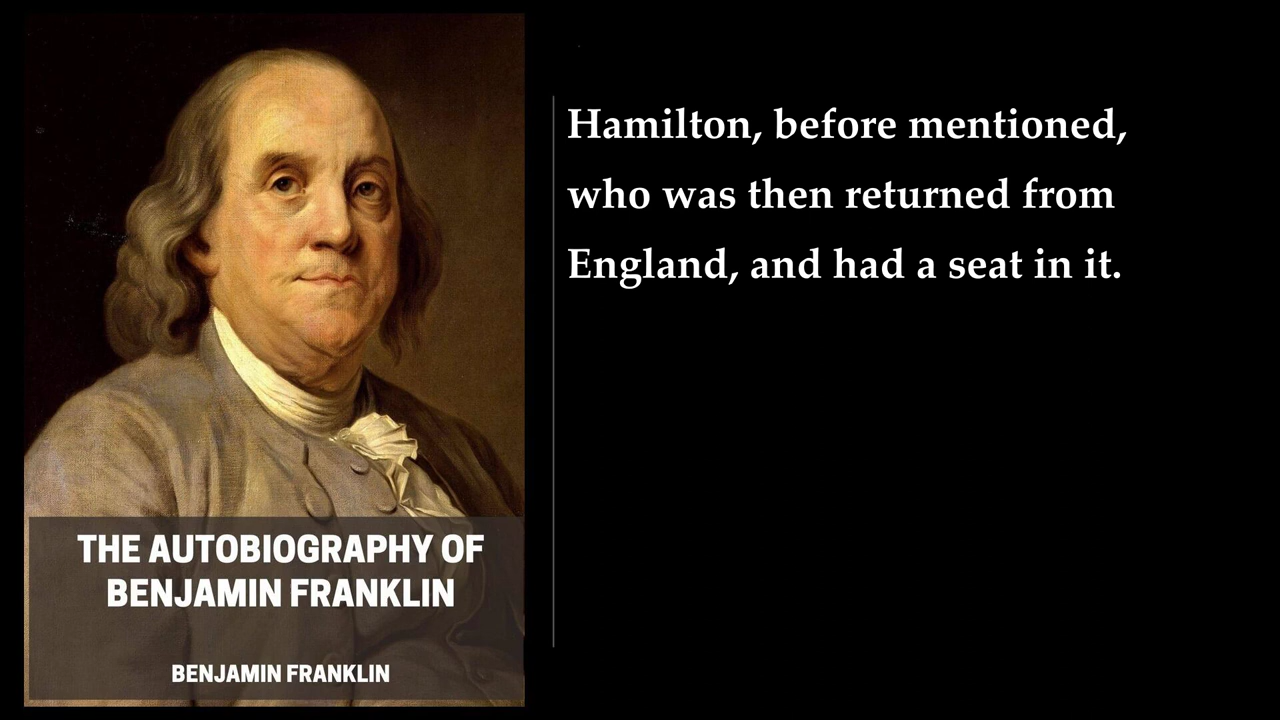 Hamilton, before mentioned,
who was then returned from
England, and had a seat in it.
THE AUTOBIOGRAPHY OF
BENJAMIN FRANKLIN
BENJAMIN FRANKLIN